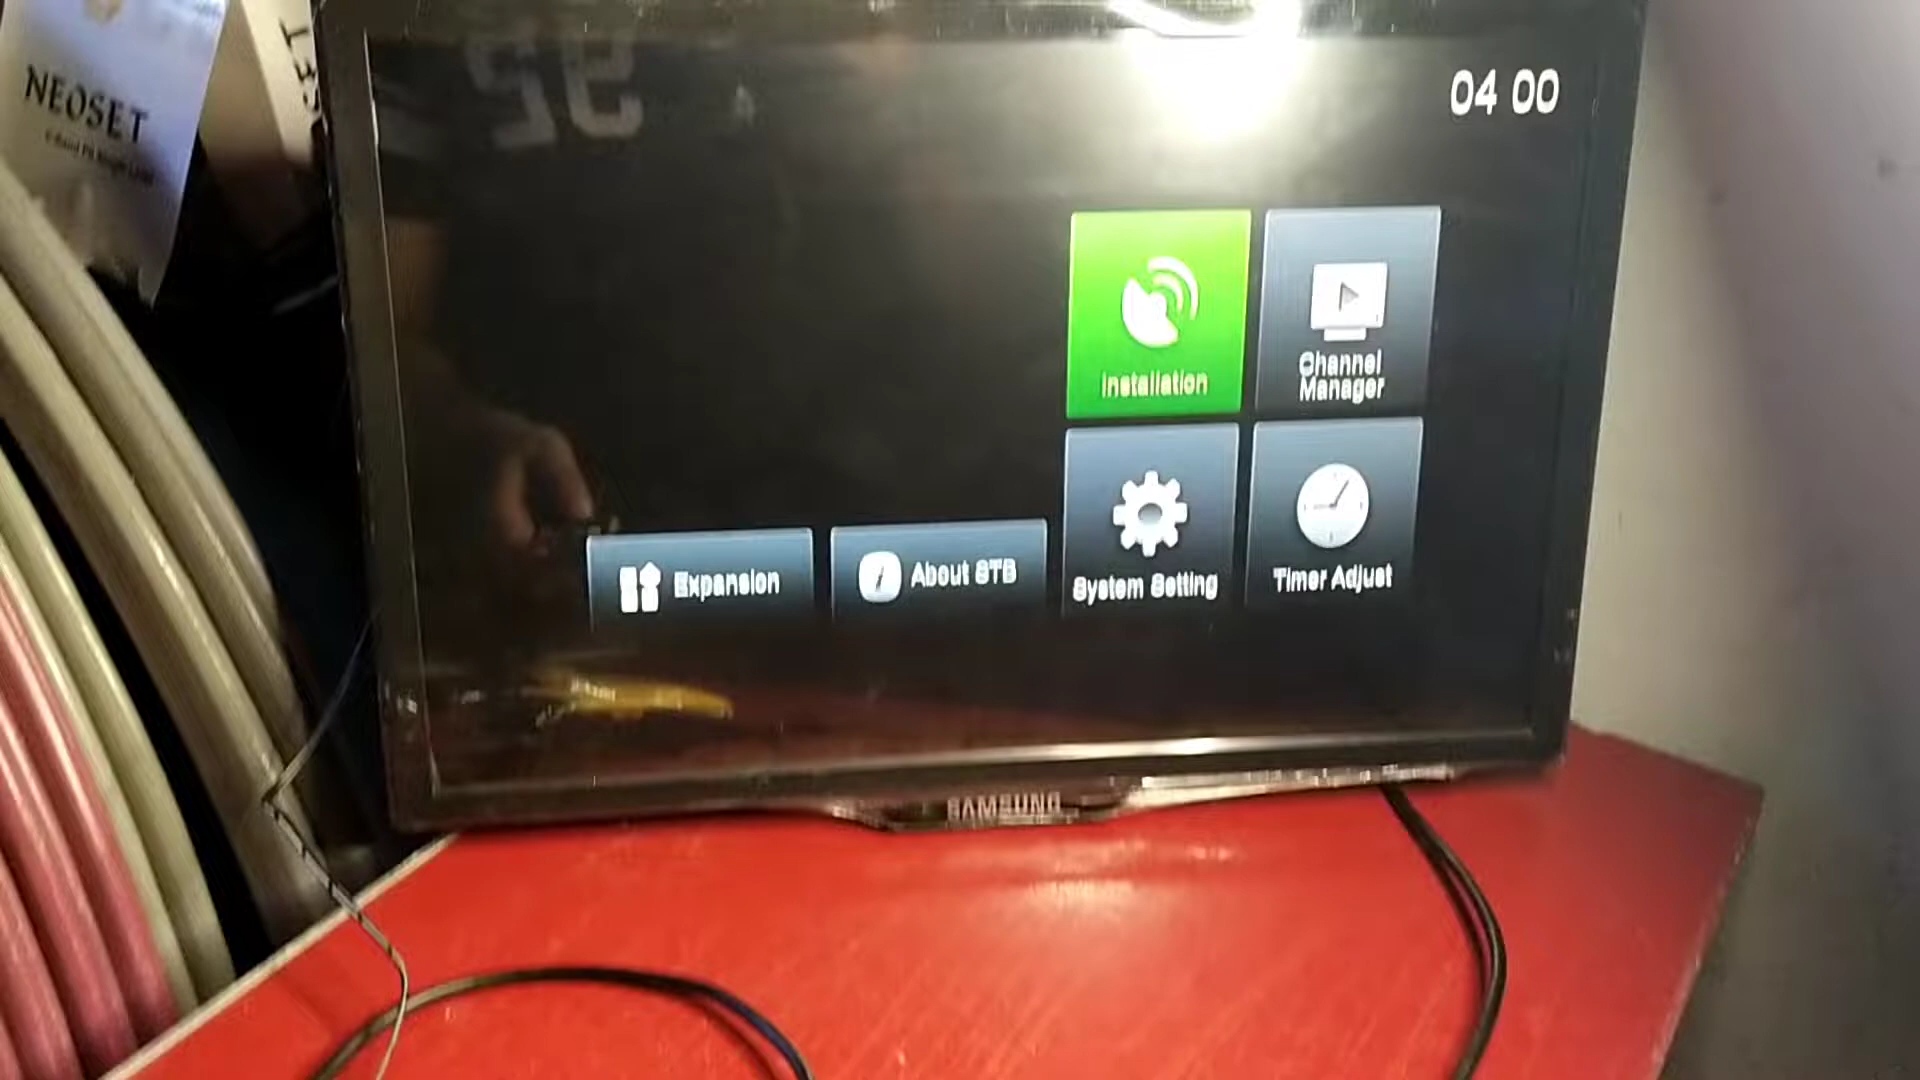 NEOSET
04 00
Installation
Channel
Manager
Expansion
About STB
System Setting
Timer Adjust
SAMSUNG